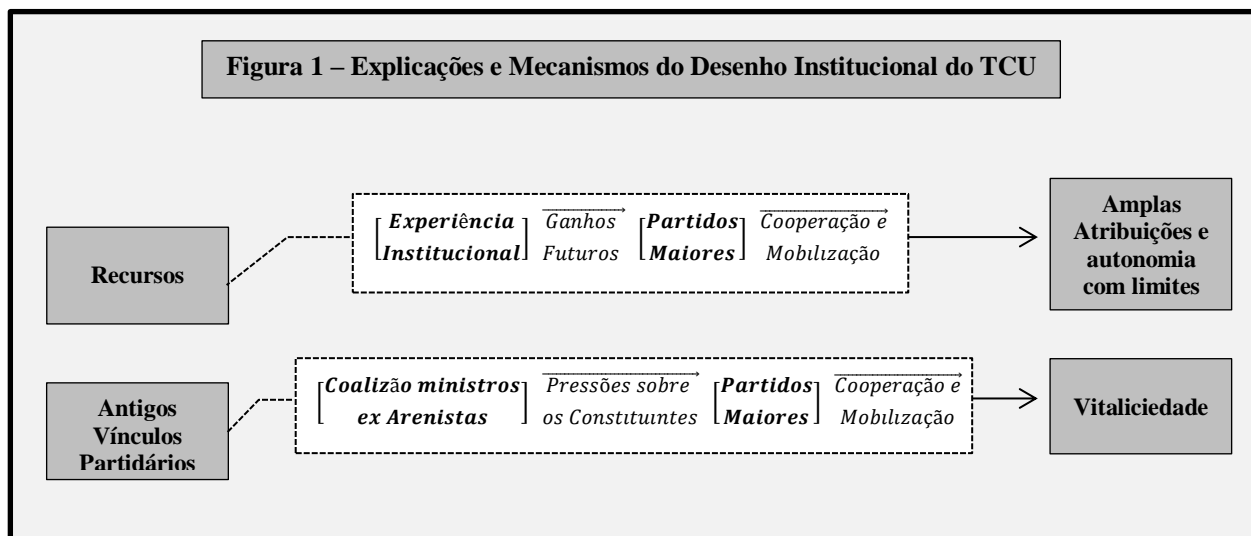 Figura 1 – Explicações e Mecanismos do Desenho Institucional do TCU
Recursos
Experiência Ganhos Partidos Cooperação e
Institucional Futuros Maiores Mobilização
Amplas
Atribuições e
autonomia
com limites
Antigos
Vínculos
Partidários
Coalizão ministros Pressões sobre Partidos Cooperação e
ex Arenistas os Constituintes Maiores Mobilização
Vitaliciedade